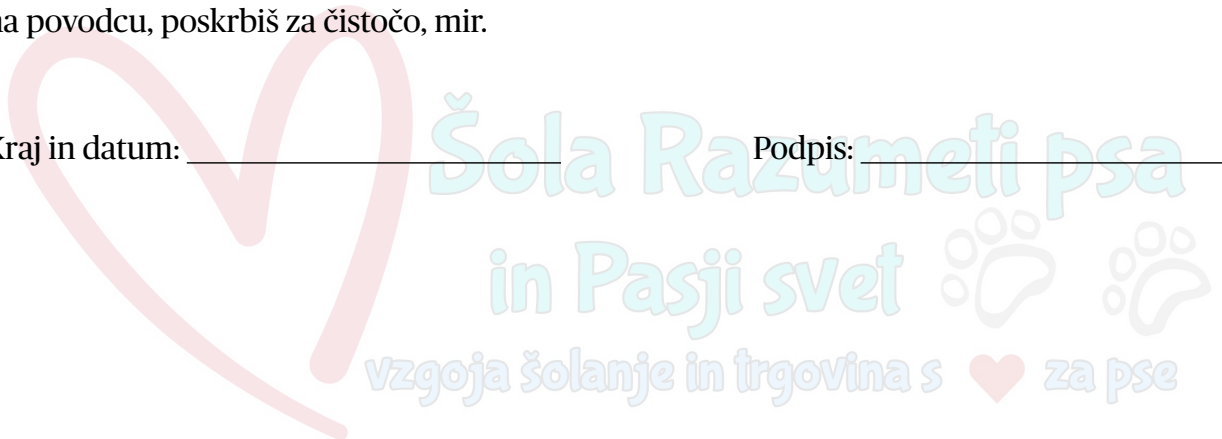 na povodcu, poskrbiš za čistočo, mir.
Kraj in datum: Podpis:
Šola Razumeti psa
in Pasji svet
vzgoja šolanje in trgovina s za pse